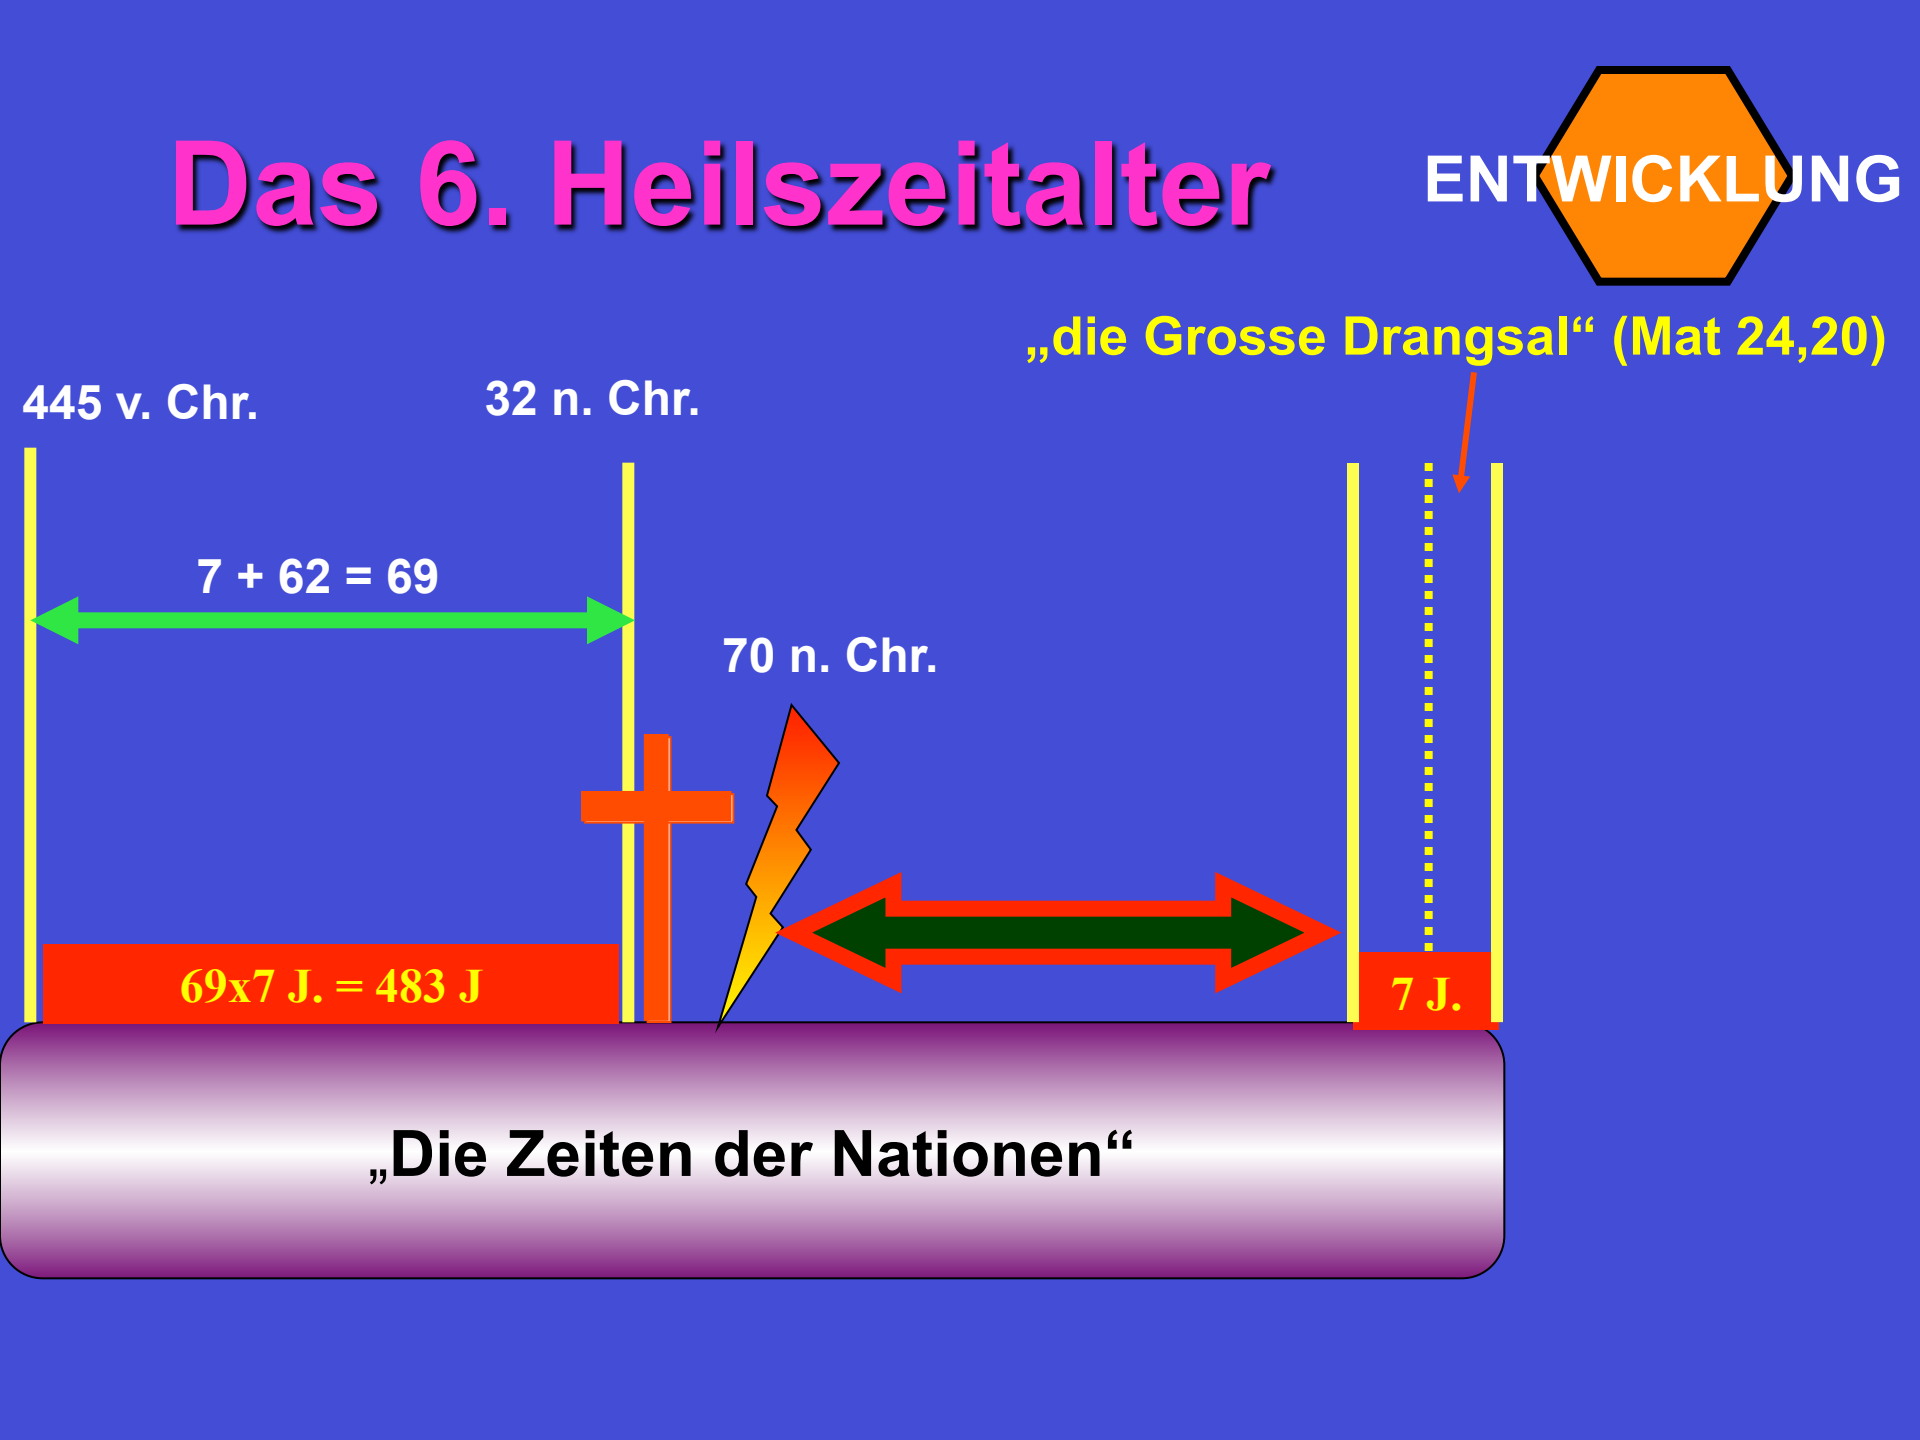 Das 6. Heilszeitalter
ENTWICKLUNG
„die Grosse Drangsal“ (Mat 24,20)
445 v. Chr.
32 n. Chr.
7 + 62 = 69
70 n. Chr.
69x7 J. = 483 J
7 J.
„Die Zeiten der Nationen“